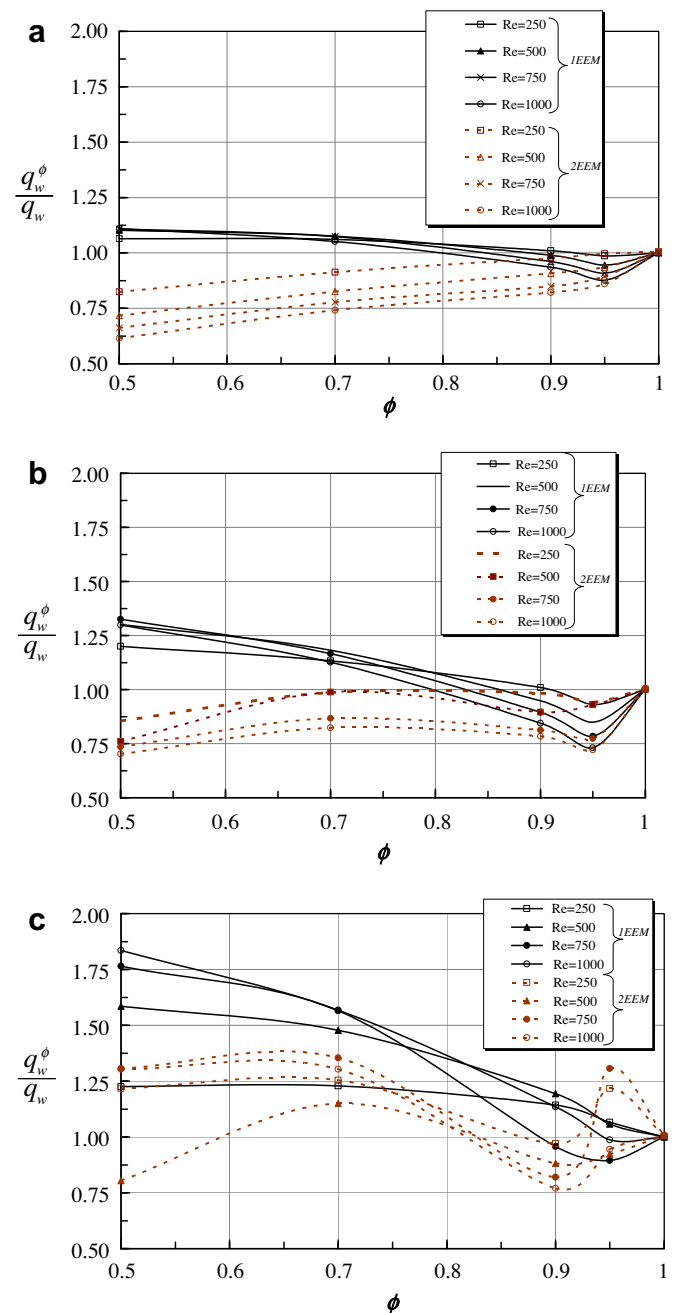 a
2.00
1.75
1.50
1.25
1.00
0.75
0.50
q_w^ϕ
q_w
0.5
0.6
0.7
0.8
0.9
1
ϕ
Re=250
Re=500
Re=750
Re=1000
1EEM
Re=250
Re=500
Re=750
Re=1000
2EEM
b
2.00
1.75
1.50
1.25
1.00
0.75
0.50
q_w^ϕ
q_w
0.5
0.6
0.7
0.8
0.9
1
ϕ
Re=250
Re=500
Re=750
Re=1000
1EEM
Re=250
Re=500
Re=750
Re=1000
2EEM
c
2.00
1.75
1.50
1.25
1.00
0.75
0.50
q_w^ϕ
q_w
0.5
0.6
0.7
0.8
0.9
1
ϕ
Re=250
Re=500
Re=750
Re=1000
1EEM
Re=250
Re=500
Re=750
Re=1000
2EEM